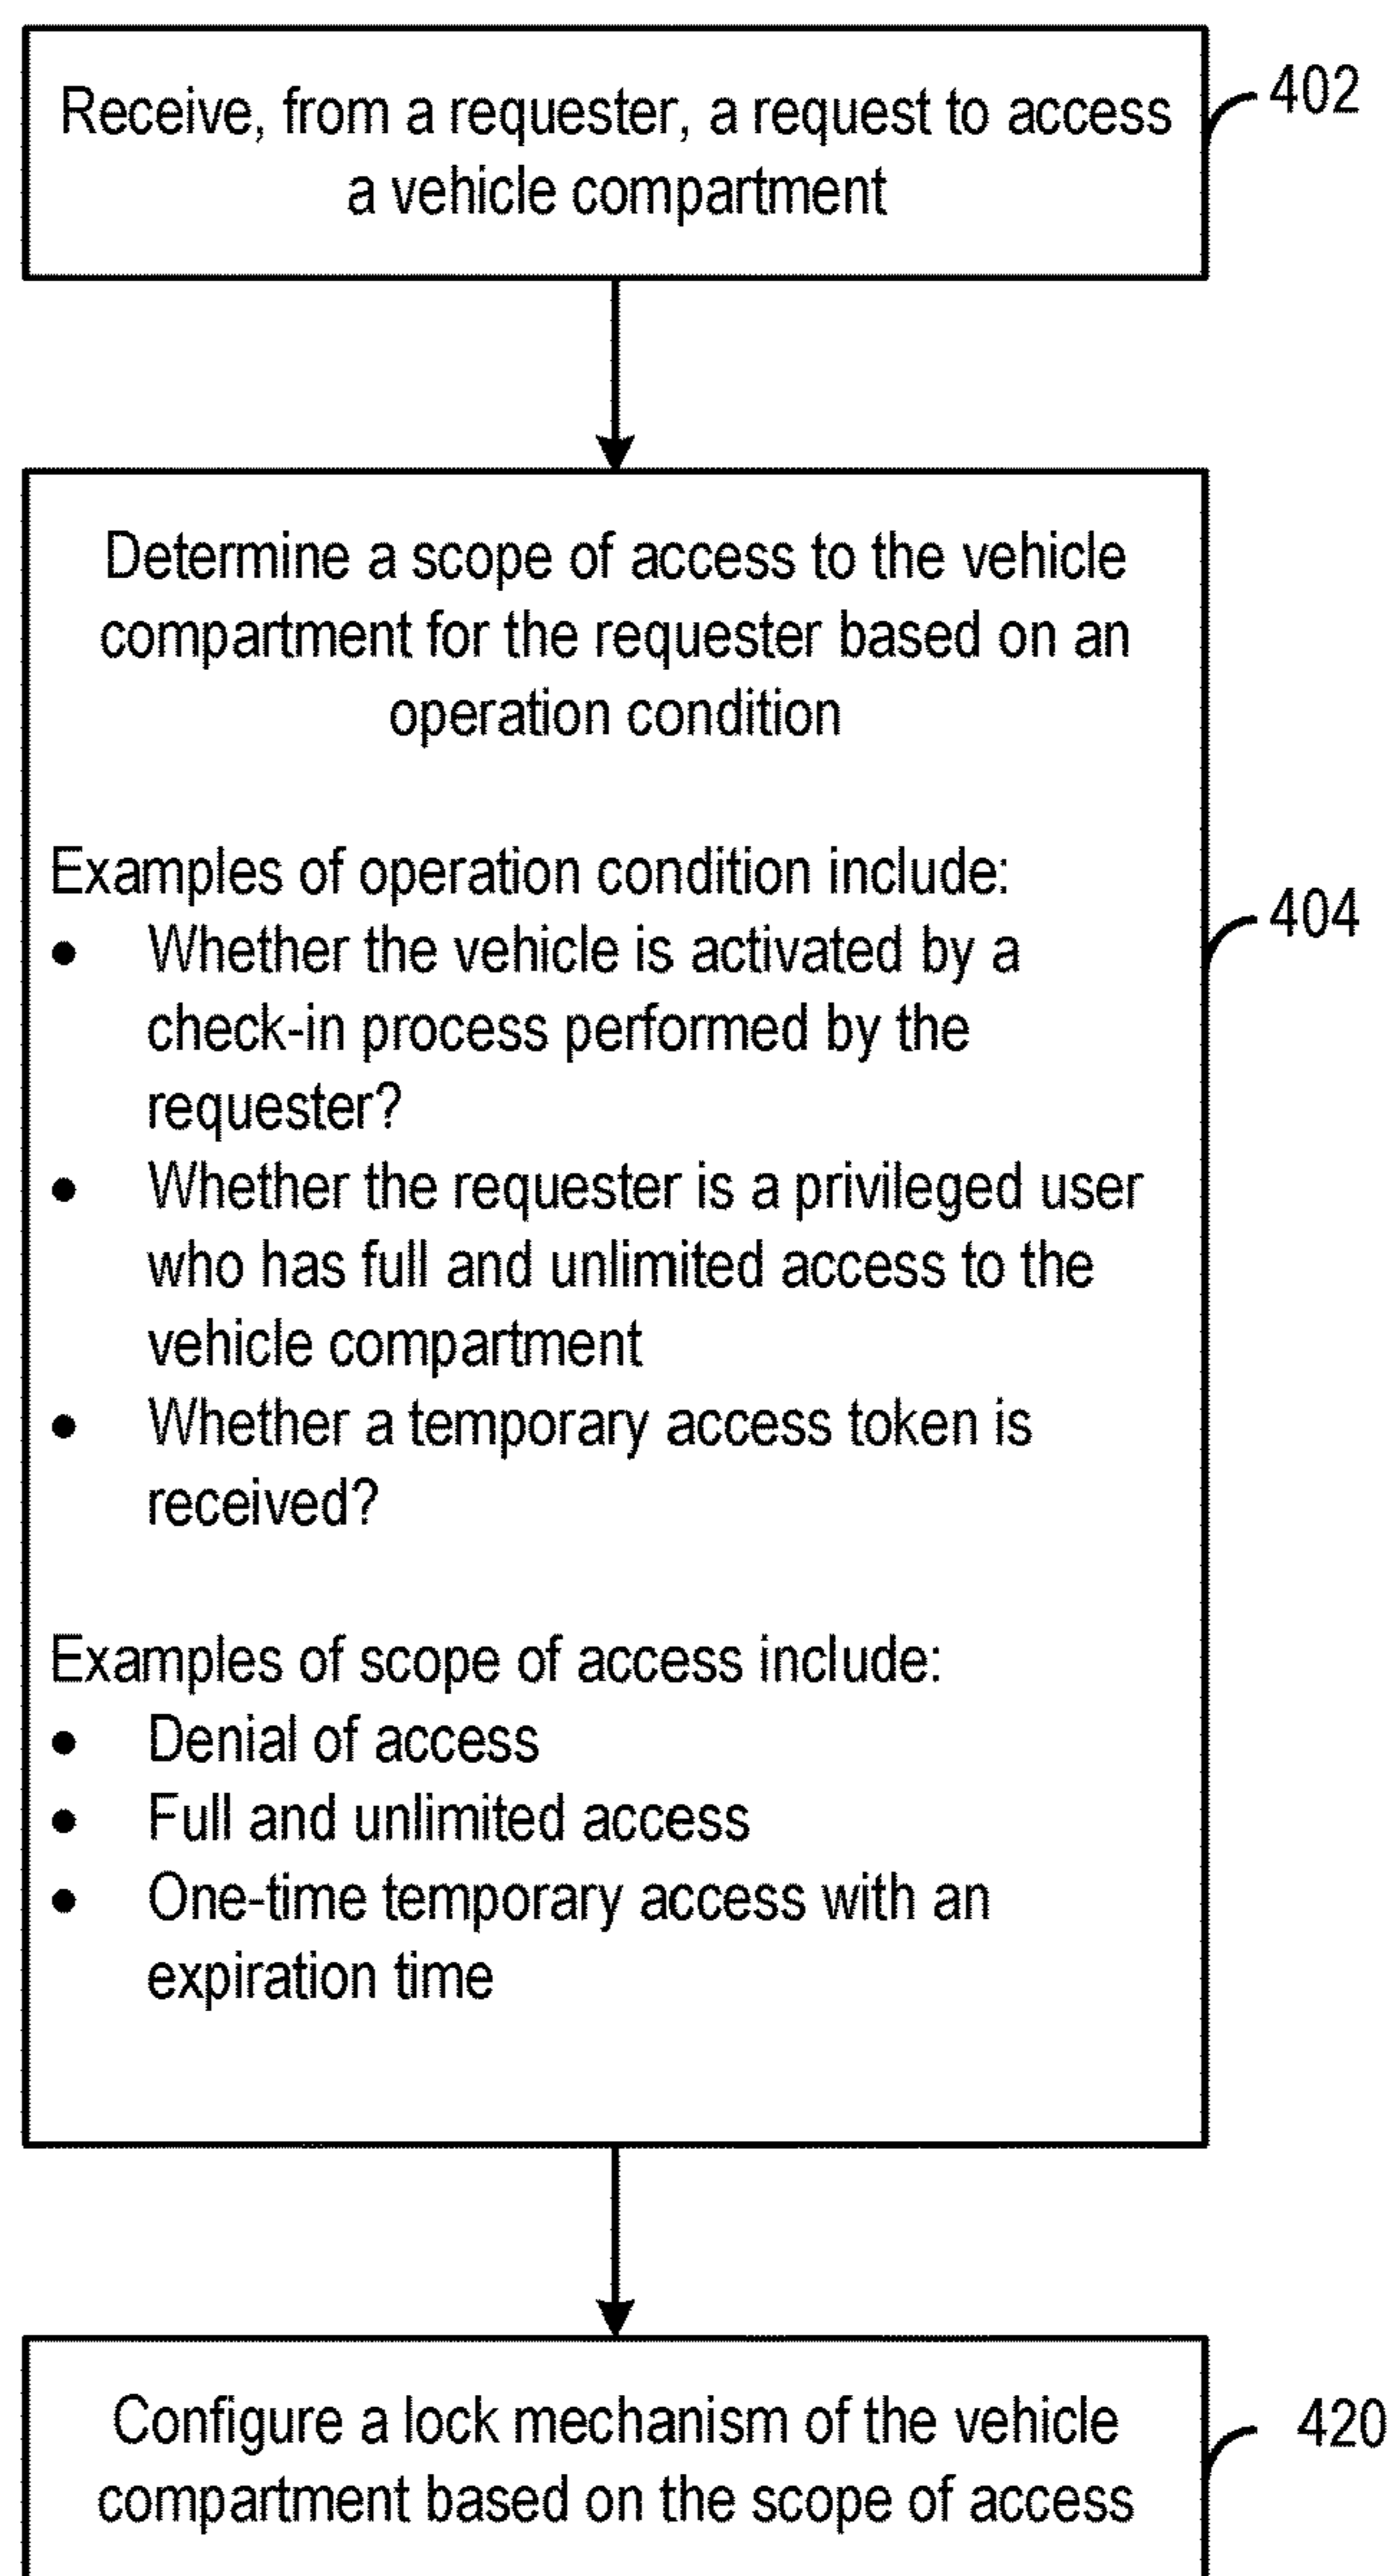 Receive, from a requester, a request to access
a vehicle compartment
402
Determine a scope of access to the vehicle
compartment for the requester based on an
operation condition
Examples of operation condition include:
● Whether the vehicle is activated by a
check-in process performed by the
requester?
● Whether the requester is a privileged user
who has full and unlimited access to the
vehicle compartment
● Whether a temporary access token is
received?
Examples of scope of access include:
● Denial of access
● Full and unlimited access
● One-time temporary access with an
expiration time
404
Configure a lock mechanism of the vehicle
compartment based on the scope of access
420